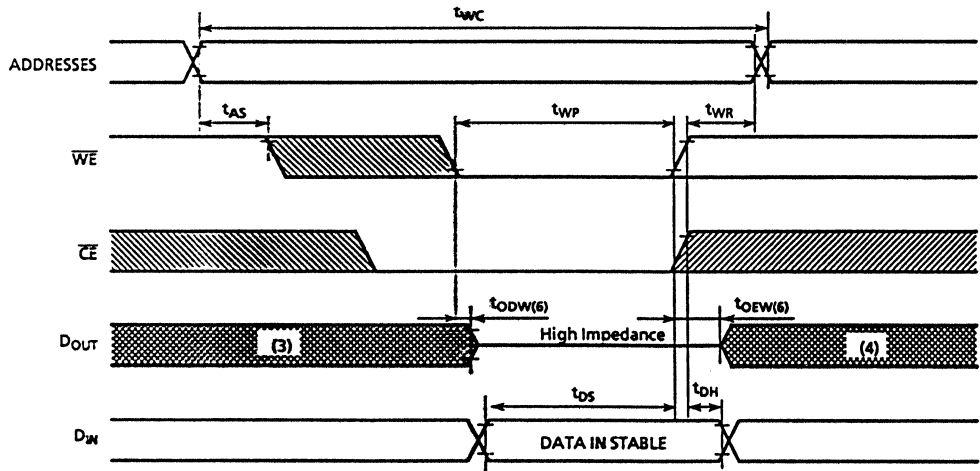 tWC
ADDRESSES
tAS
tWP
tWR
WE
CE
tODW(6)
tOEW(6)
DOUT
(3)
High Impedance
(4)
tDS
tDH
DIN
DATA IN STABLE